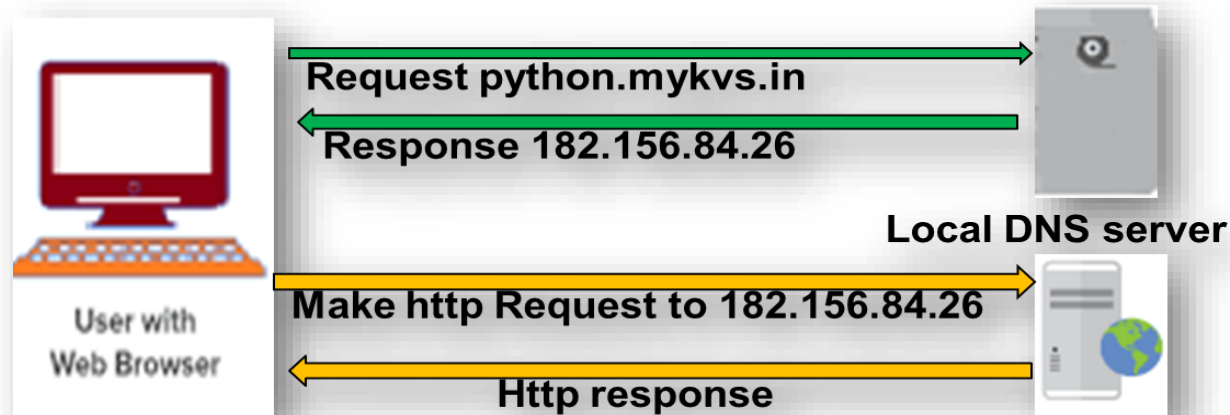 Request python.mykvs.in
Response 182.156.84.26
Local DNS server
Make http Request to 182.156.84.26
User with
Web Browser
Http response